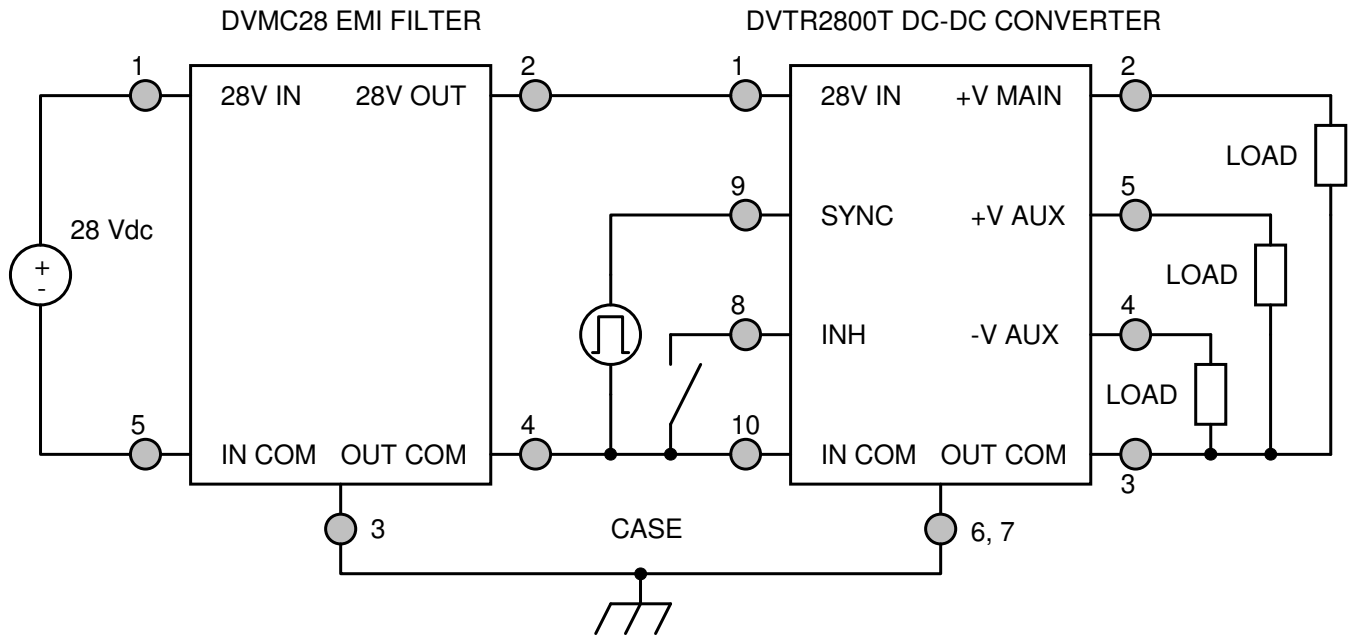 DVMC28 EMI FILTER
DVTR2800T DC-DC CONVERTER
1
28V IN
28V OUT
2
1
28V IN
+V MAIN
2
LOAD
9
SYNC
+V AUX
5
28 Vdc
+
-
LOAD
8
INH
-V AUX
4
LOAD
5
IN COM
OUT COM
4
10
IN COM
OUT COM
3
3
CASE
6, 7